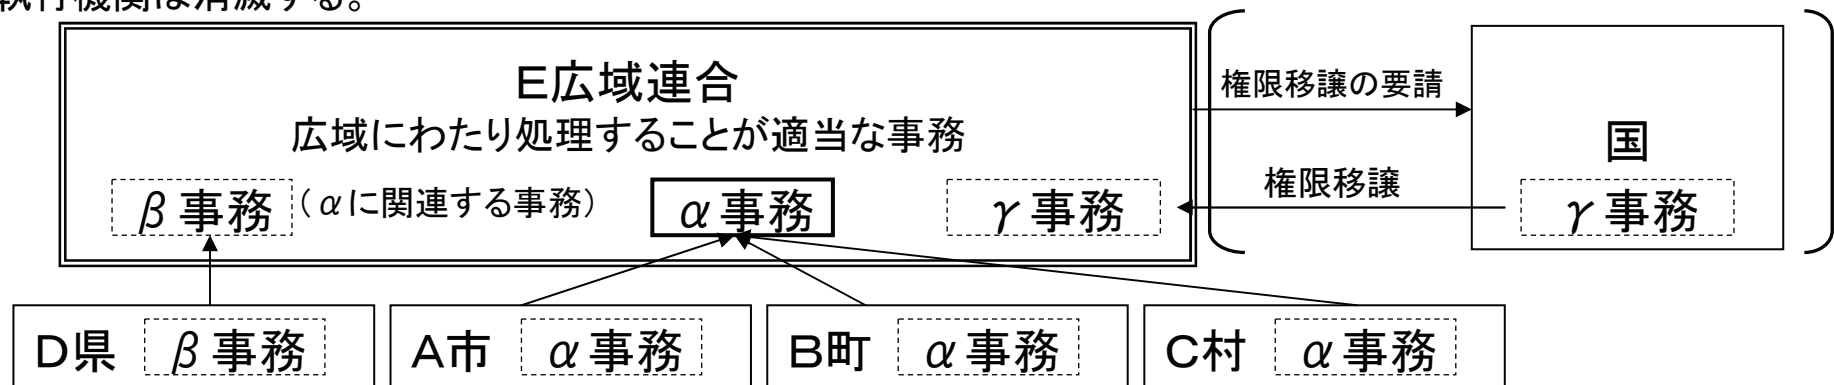 執行機関は消滅する。
E広域連合
広域にわたり処理することが適当な事務
β事務
(αに関連する事務)
α事務
γ事務
権限移譲の要請
権限移譲
国
γ事務
D県 β事務
A市 α事務
B町 α事務
C村 α事務